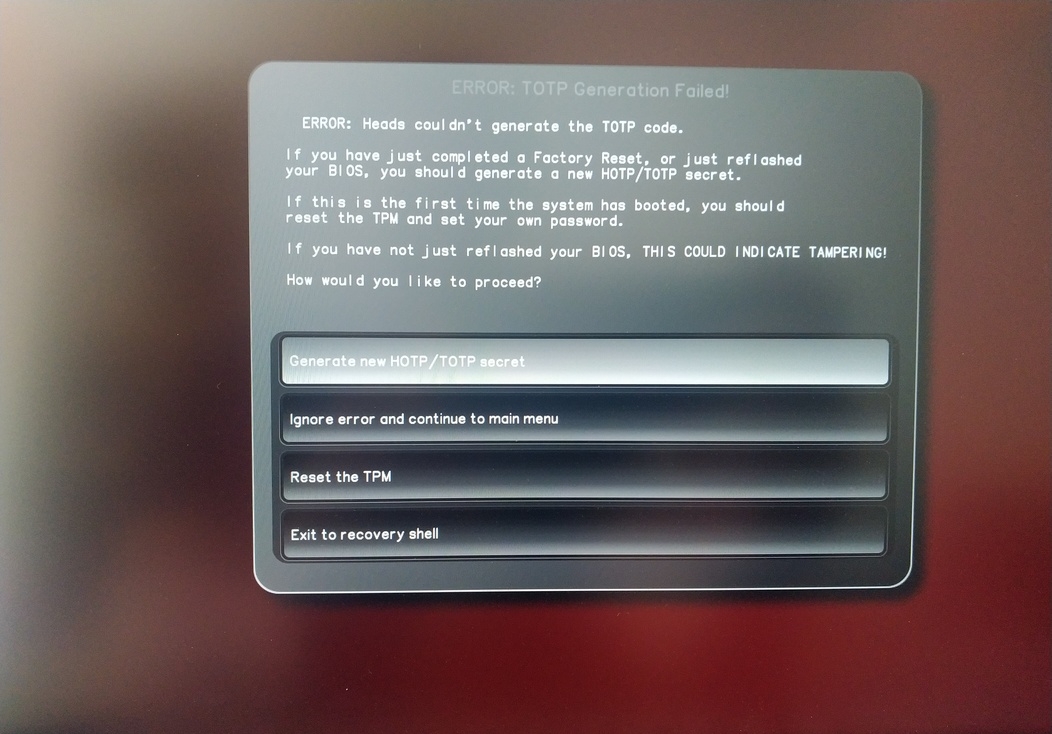 ERROR: TOTP Generation Failed!
ERROR: Heads couldn't generate the TOTP code.
If you have just completed a Factory Reset, or just reflashed
your BIOS, you should generate a new HOTP/TOTP secret.
If this is the first time the system has booted, you should
reset the TPM and set your own password.
If you have not just reflashed your BIOS, THIS COULD INDICATE TAMPERING!
How would you like to proceed?
Generate new HOTP/TOTP secret
Ignore error and continue to main menu
Reset the TPM
Exit to recovery shell